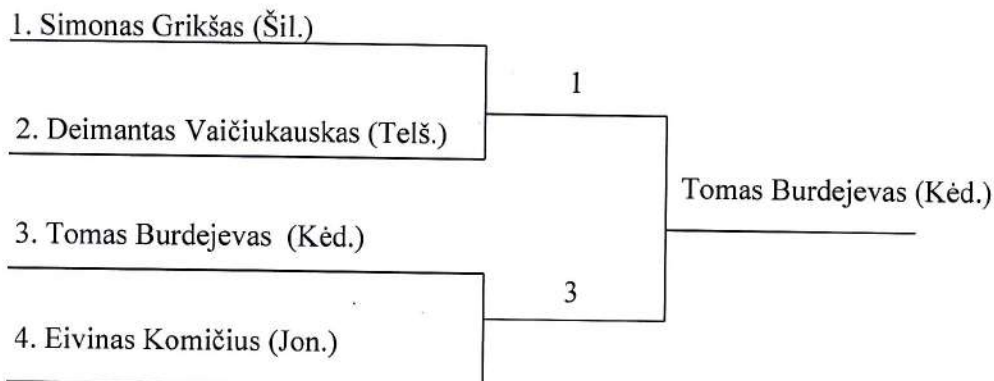 1. Simonas Grikšas (Šil.)
1
2. Deimantas Vaičiukauskas (Telš.)
Tomas Burdejevas (Kėd.)
3. Tomas Burdejevas (Kėd.)
3
4. Eivinas Komičius (Jon.)